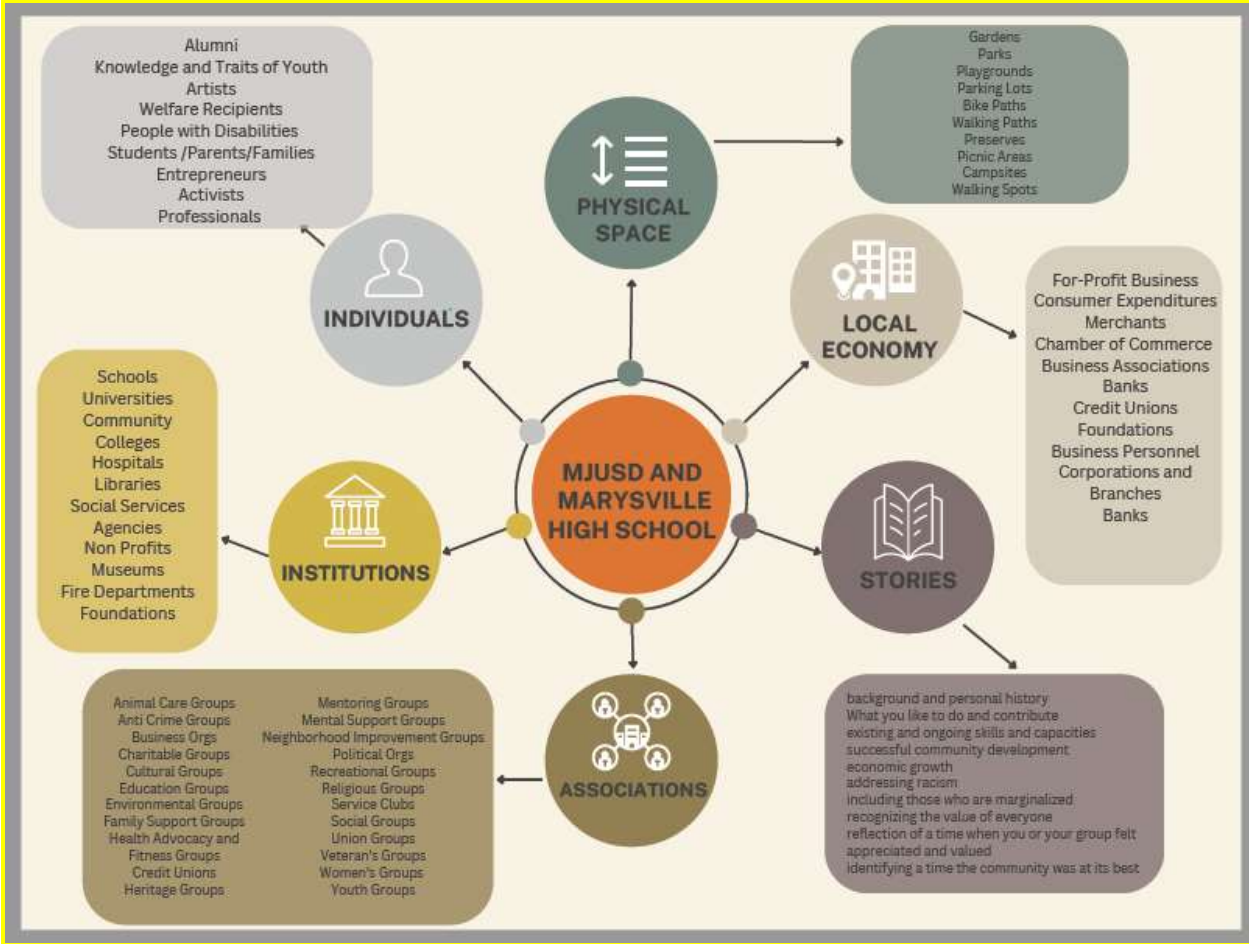 Alumni
Knowledge and Traits of Youth
Artists
Welfare Recipients
People with Disabilities
Students /Parents/Families
Entrepreneurs
Activists
Professionals
INDIVIDUALS
PHYSICAL
SPACE
Gardens
Parks
Playgrounds
Parking Lots
Bike Paths
Walking Paths
Preserves
Picnic Areas
Campsites
Walking Spots
LOCAL
ECONOMY
For-Profit Business
Consumer Expenditures
Merchants
Chamber of Commerce
Business Associations
Banks
Credit Unions
Foundations
Business Personnel
Corporations and
Branches
Banks
MJUSD AND
MARYSVILLE
HIGH SCHOOL
Schools
Universities
Community
Colleges
Hospitals
Libraries
Social Services
Agencies
Non Profits
Museums
Fire Departments
Foundations
INSTITUTIONS
STORIES
background and personal history
What you like to do and contribute
existing and ongoing skills and capacities
successful community development
economic growth
addressing racism
including those who are marginalized
recognizing the value of everyone
reflection of a time when you or your group felt
appreciated and valued
identifying a time the community was at its best
ASSOCIATIONS
Animal Care Groups
Anti Crime Groups
Business Orgs
Charitable Groups
Cultural Groups
Education Groups
Environmental Groups
Family Support Groups
Health Advocacy and
Fitness Groups
Credit Unions
Heritage Groups
Mentoring Groups
Mental Support Groups
Neighborhood Improvement Groups
Political Orgs
Recreational Groups
Religious Groups
Service Clubs
Social Groups
Union Groups
Veteran's Groups
Women's Groups
Youth Groups